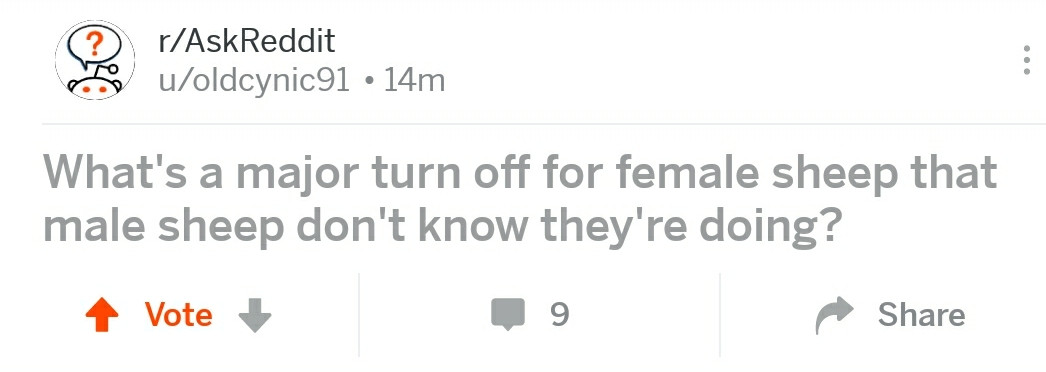 ?
r/AskReddit
u/oldcynic91 • 14m
What's a major turn off for female sheep that
male sheep don't know they're doing?
Vote
9
Share